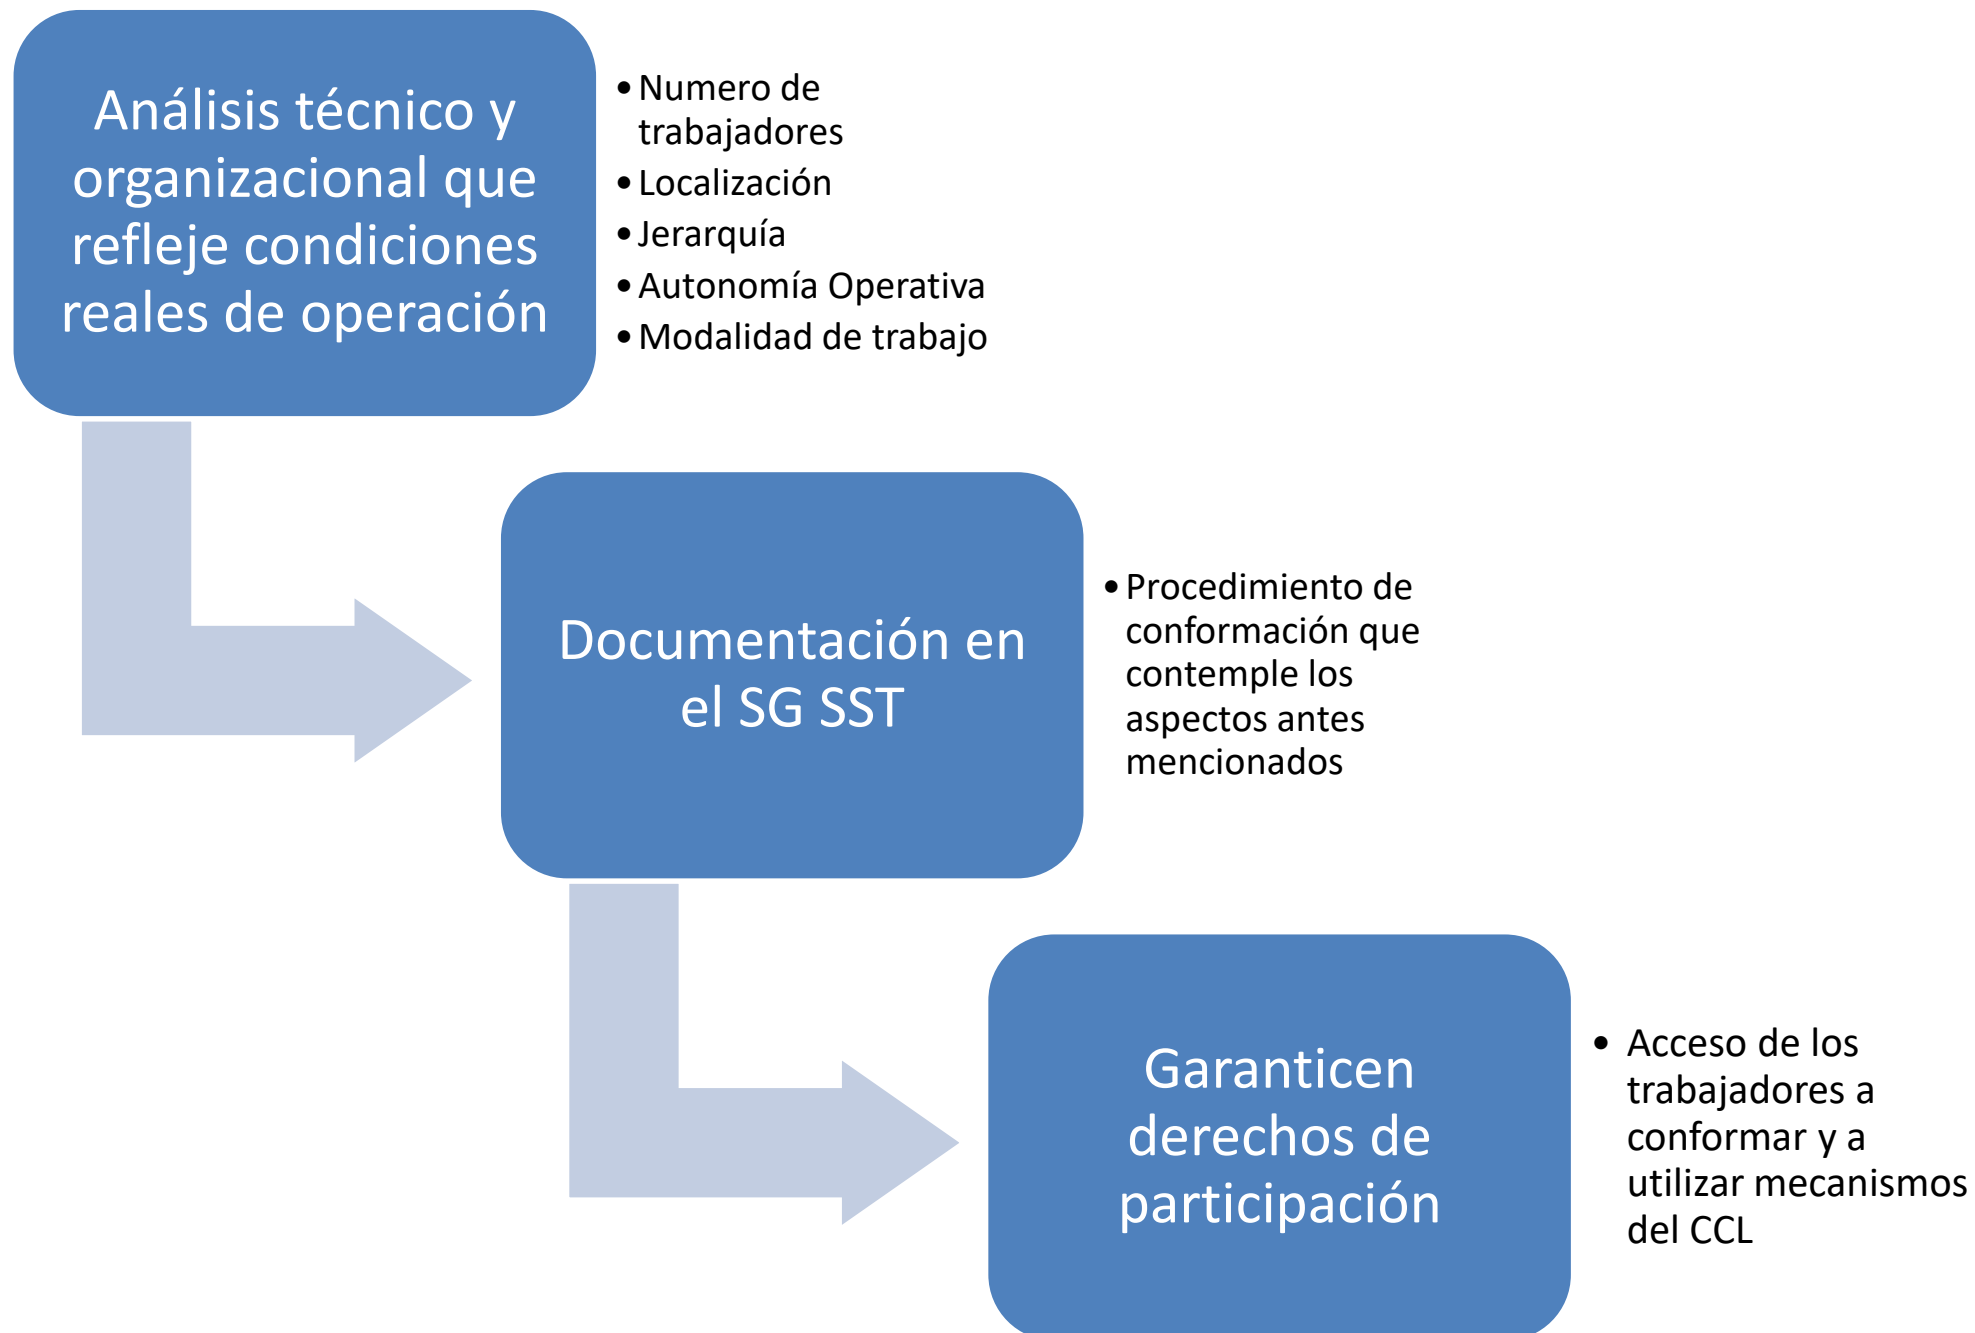 Análisis técnico y
organizacional que
refleje condiciones
reales de operación
•Numero de
trabajadores
•Localización
•Jerarquía
•Autonomía Operativa
•Modalidad de trabajo
Documentación en
el SG SST
•Procedimiento de
conformación que
contemple los
aspectos antes
mencionados
Garanticen
derechos de
participación
• Acceso de los
trabajadores a
conformar y a
utilizar mecanismos
del CCL